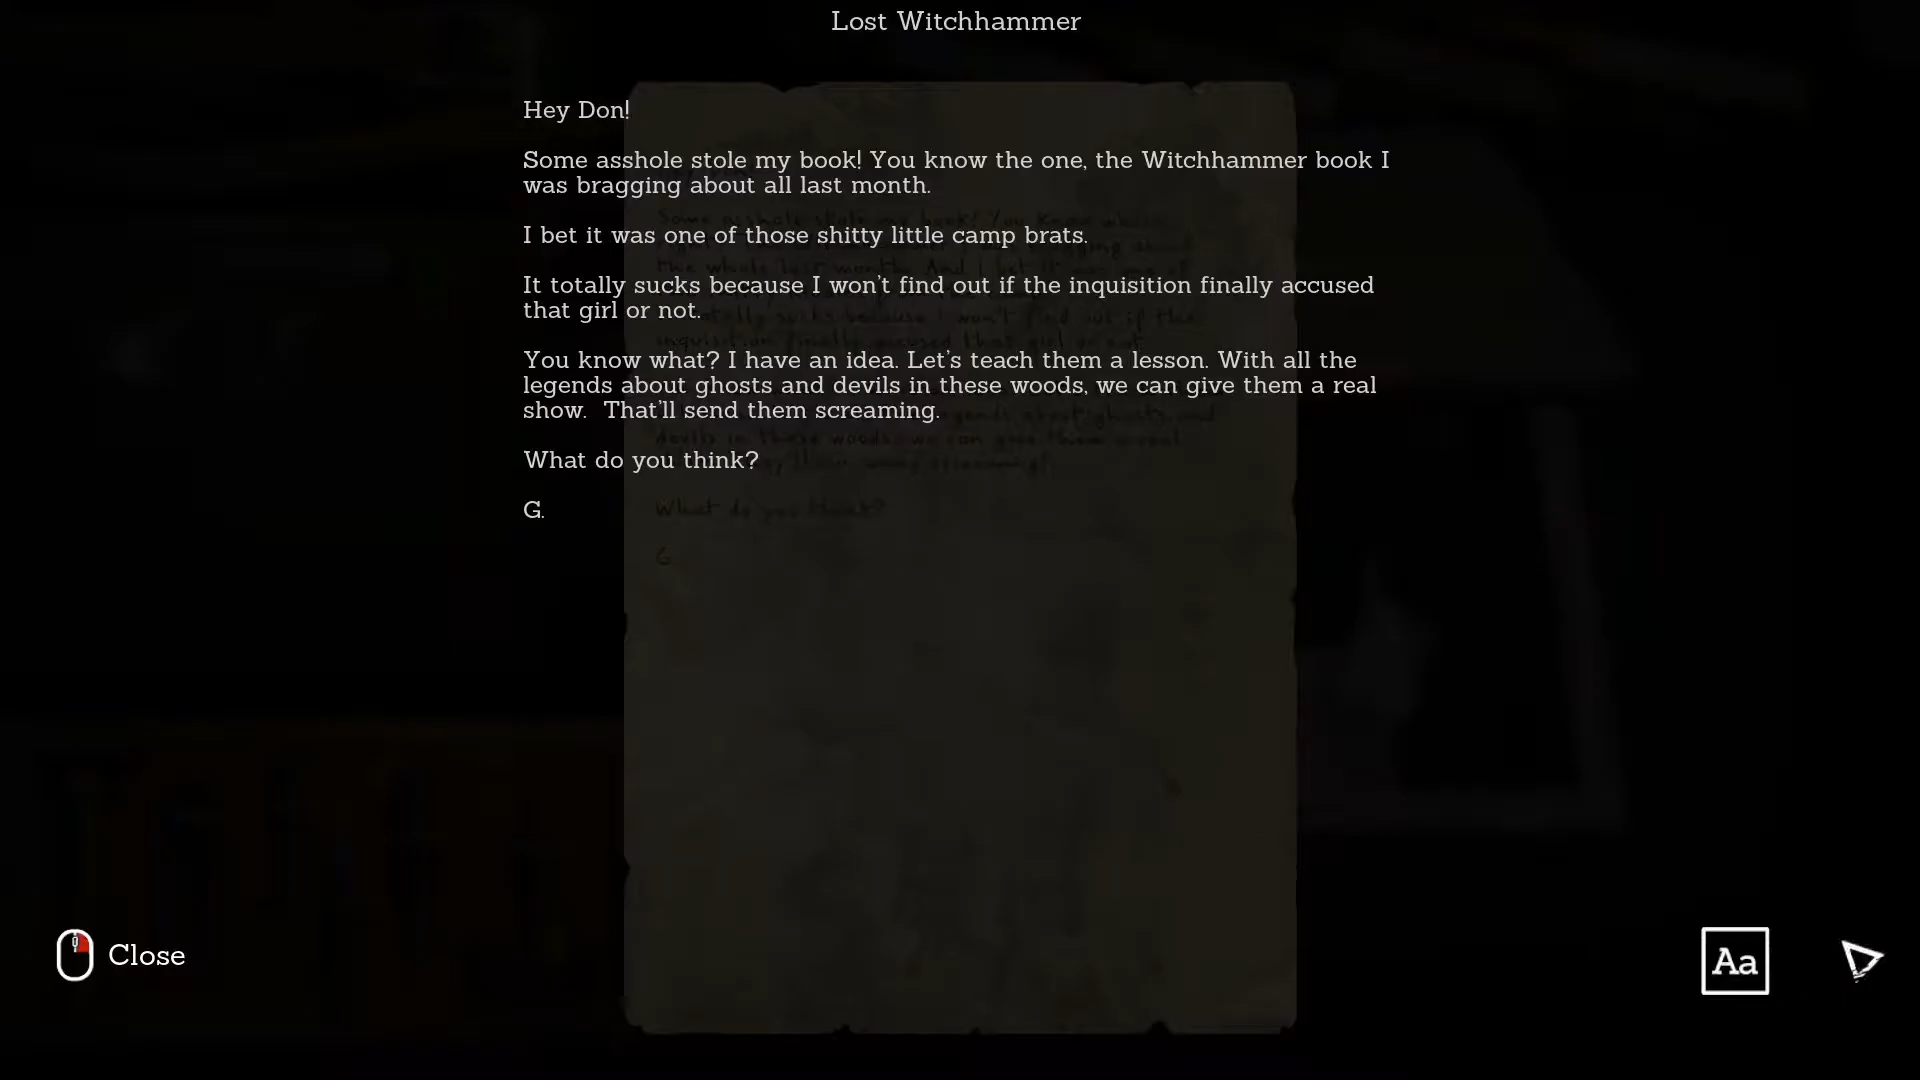 Lost Witchhammer
Hey Don!
Some asshole stole my book! You know the one, the Witchhammer book I
was bragging about all last month.
I bet it was one of those shitty little camp brats.
It totally sucks because I won't find out if the inquisition finally accused
that girl or not.
You know what? I have an idea. Let's teach them a lesson. With all the
legends about ghosts and devils in these woods, we can give them a real
show.  That'll send them screaming.
What do you think?
G.
What do you think?
G
Close
Aa